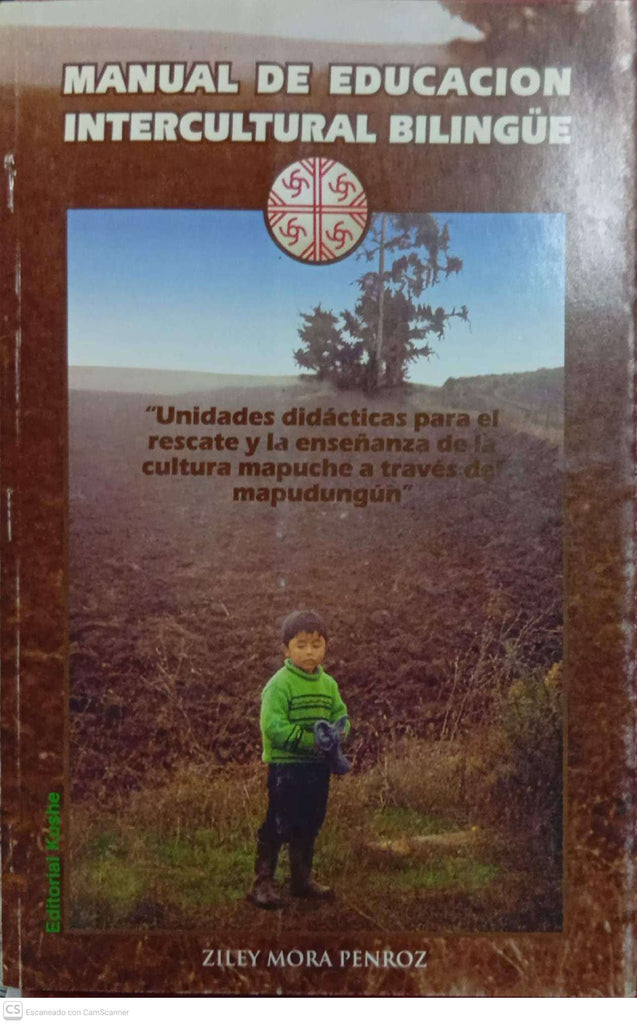 MANUAL DE EDUCACION
INTERCULTURAL BILINGÜE
"Unidades didácticas para el
rescate y la enseñanza de la
cultura mapuche a través del
mapudungún"
Editorial Kushe
ZILEY MORA PENROZ
CS Escaneado con CamScanner